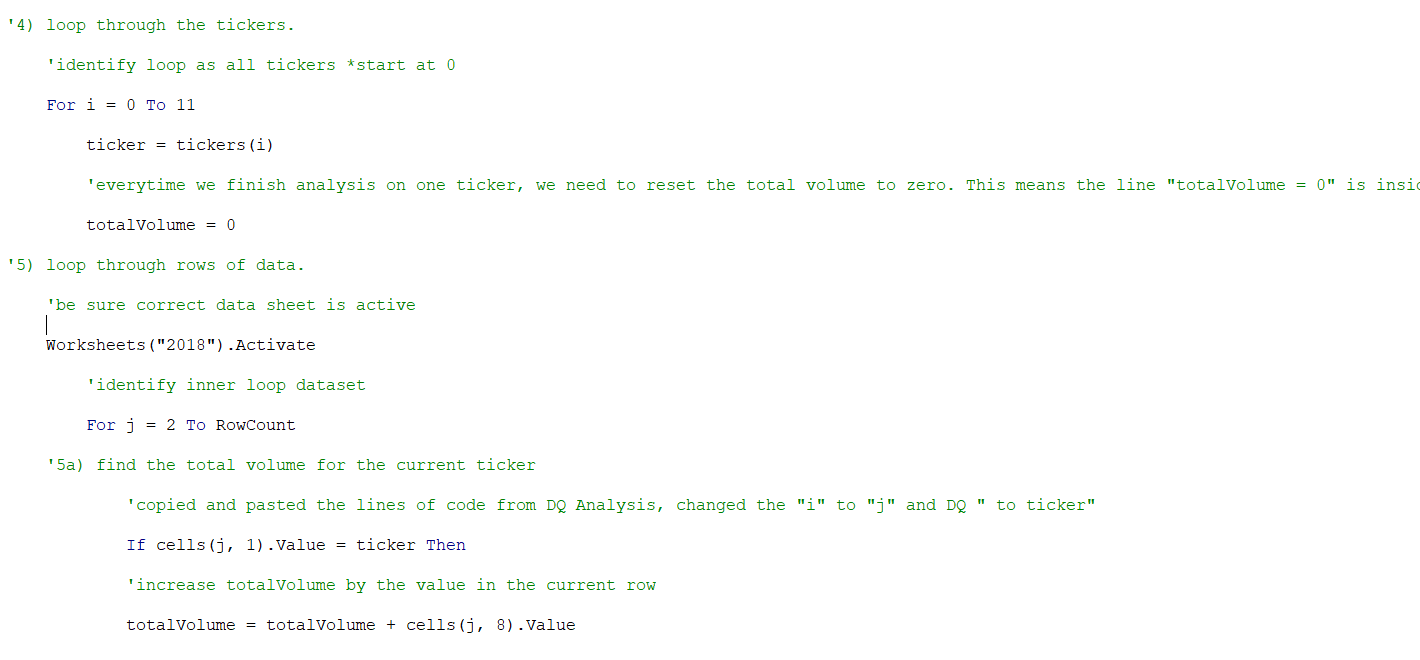 '4) loop through the tickers.
'identify loop as all tickers *start at 0
For i = 0 To 11
ticker = tickers(i)
'everytime we finish analysis on one ticker, we need to reset the total volume to zero. This means the line "totalVolume = 0" is
totalVolume = 0
'5) loop through rows of data.
'be sure correct data sheet is active
Worksheets("2018").Activate
'identify inner loop dataset
For j = 2 To RowCount
'5a) find the total volume for the current ticker
'copied and pasted the lines of code from DQ Analysis, changed the "i" to "j" and DQ " to ticker"
If cells(j, 1).Value = ticker Then
'increase totalVolume by the value in the current row
totalVolume = totalVolume + cells(j, 8).Value